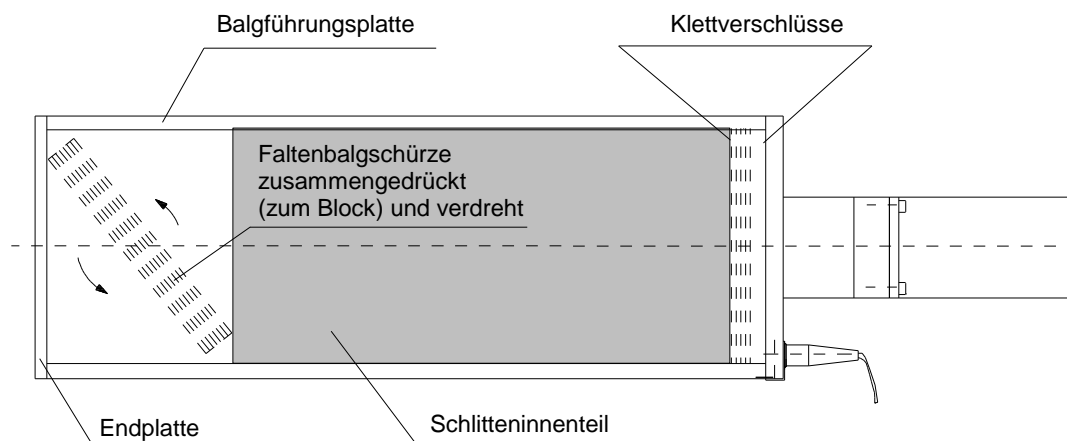 Balgführungsplatte
Klettverschlüsse
Faltenbalgschürze
zusammengedrückt
(zum Block) und verdreht
Endplatte
Schlitteninnenteil